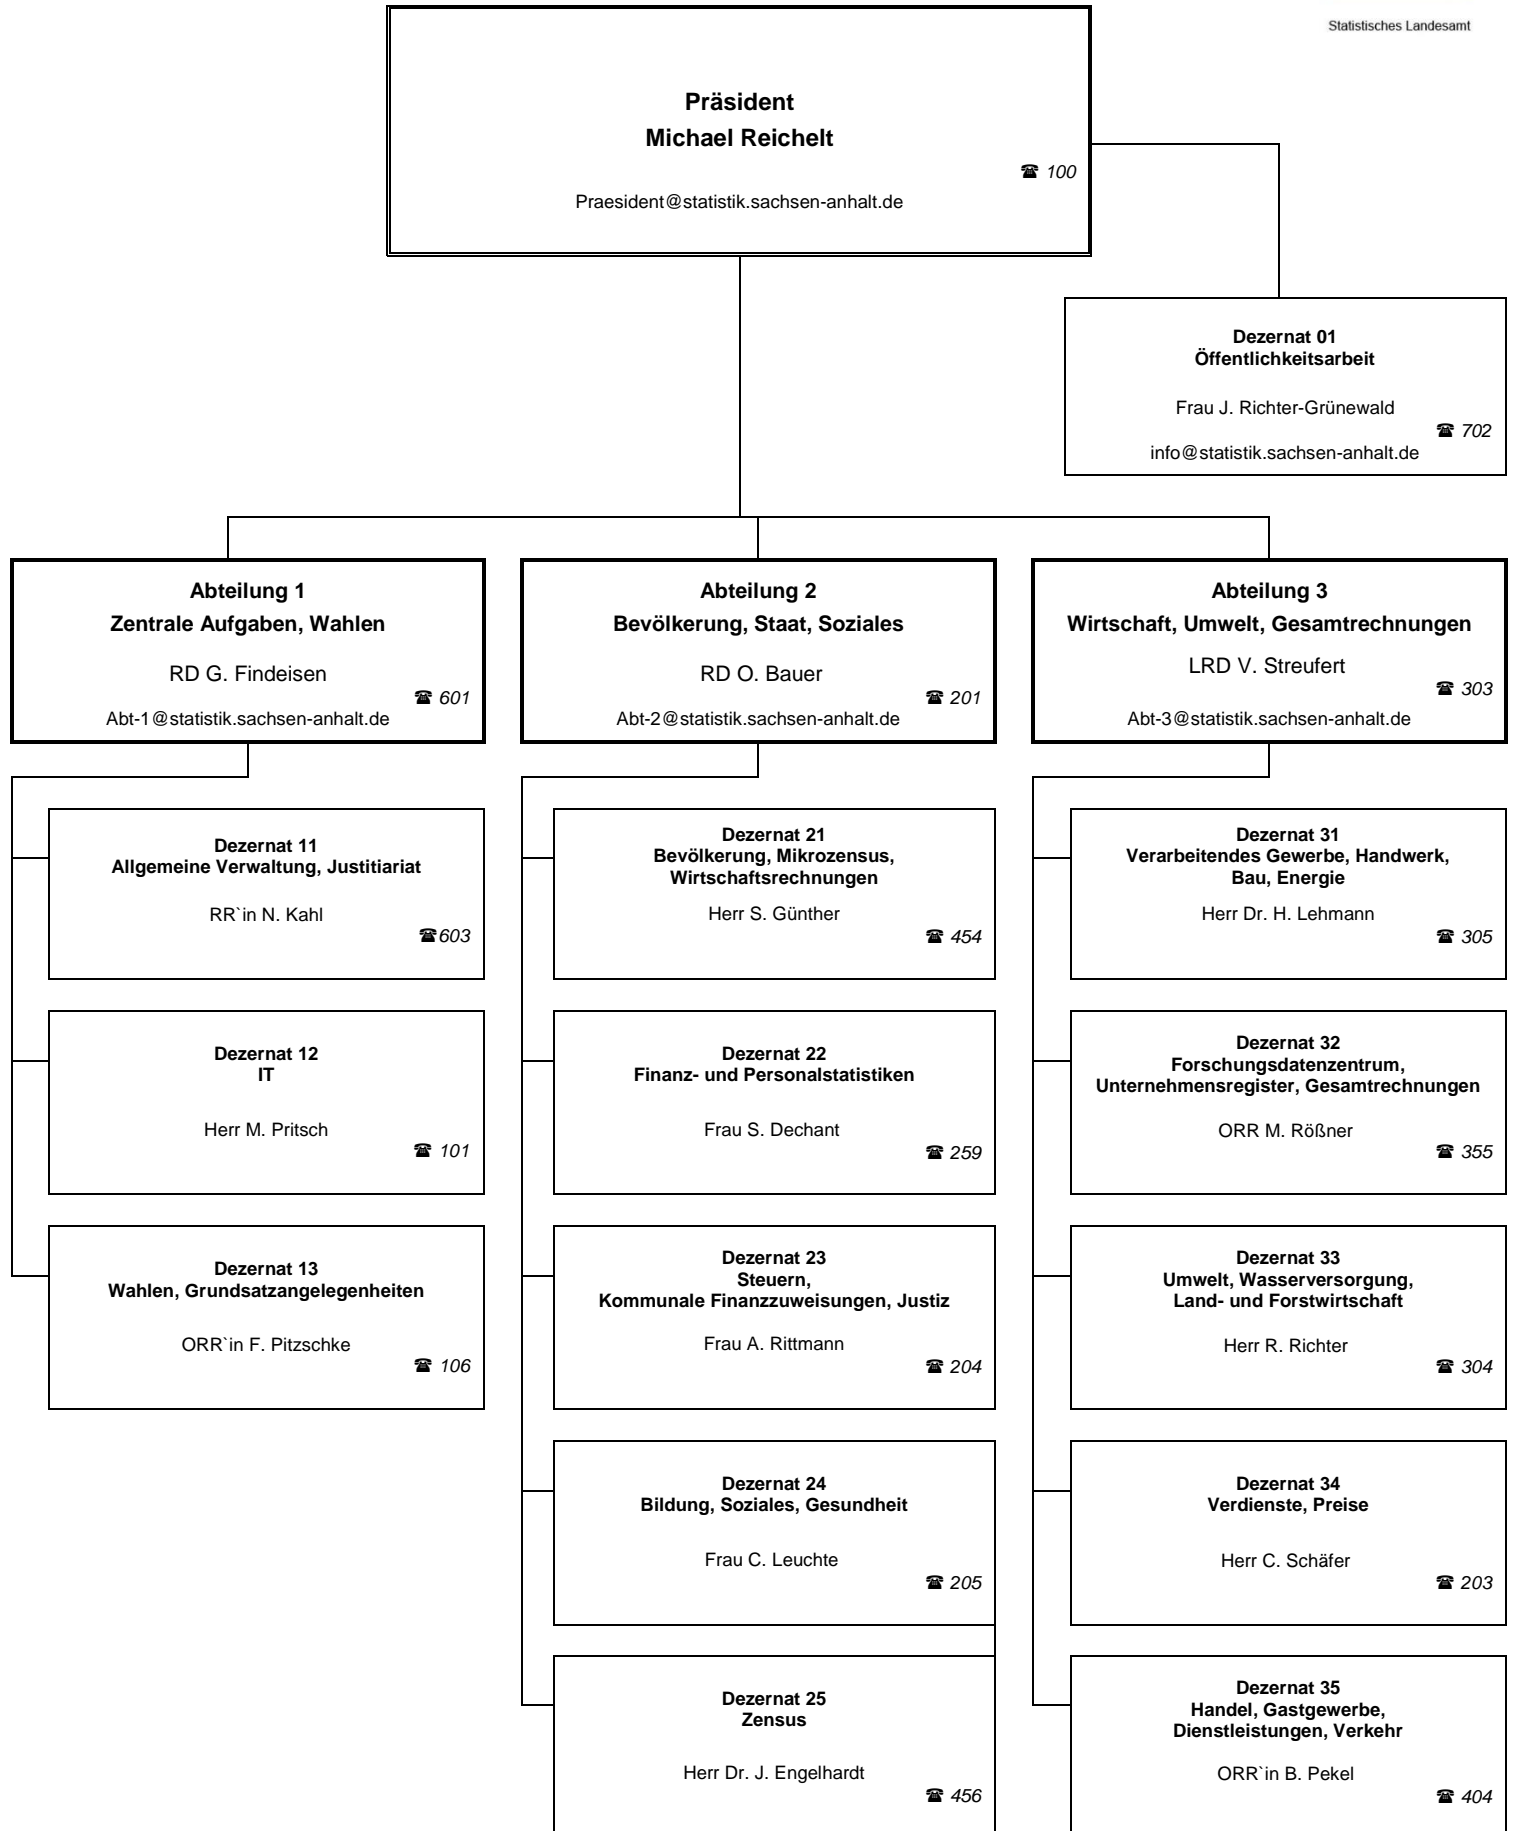 Statistisches Landesamt
Präsident
Michael Reichelt
☎ 100
Praesident@statistik.sachsen-anhalt.de
Dezernat 01
Öffentlichkeitsarbeit
Frau J. Richter-Grünewald
☎ 702
info@statistik.sachsen-anhalt.de
Abteilung 1
Zentrale Aufgaben, Wahlen
RD G. Findeisen
☎ 601
Abt-1@statistik.sachsen-anhalt.de
Abteilung 2
Bevölkerung, Staat, Soziales
RD O. Bauer
☎ 201
Abt-2@statistik.sachsen-anhalt.de
Abteilung 3
Wirtschaft, Umwelt, Gesamtrechnungen
LRD V. Streufert
☎ 303
Abt-3@statistik.sachsen-anhalt.de
Dezernat 11
Allgemeine Verwaltung, Justitiariat
RR`in N. Kahl
☎603
Dezernat 12
IT
Herr M. Pritsch
☎ 101
Dezernat 13
Wahlen, Grundsatzangelegenheiten
ORR`in F. Pitzschke
☎ 106
Dezernat 21
Bevölkerung, Mikrozensus,
Wirtschaftsrechnungen
Herr S. Günther
☎ 454
Dezernat 22
Finanz- und Personalstatistiken
Frau S. Dechant
☎ 259
Dezernat 23
Steuern,
Kommunale Finanzzuweisungen, Justiz
Frau A. Rittmann
☎ 204
Dezernat 24
Bildung, Soziales, Gesundheit
Frau C. Leuchte
☎ 205
Dezernat 25
Zensus
Herr Dr. J. Engelhardt
☎ 456
Dezernat 31
Verarbeitendes Gewerbe, Handwerk,
Bau, Energie
Herr Dr. H. Lehmann
☎ 305
Dezernat 32
Forschungsdatenzentrum,
Unternehmensregister, Gesamtrechnungen
ORR M. Rößner
☎ 355
Dezernat 33
Umwelt, Wasserversorgung,
Land- und Forstwirtschaft
Herr R. Richter
☎ 304
Dezernat 34
Verdienste, Preise
Herr C. Schäfer
☎ 203
Dezernat 35
Handel, Gastgewerbe,
Dienstleistungen, Verkehr
ORR`in B. Pekel
☎ 404